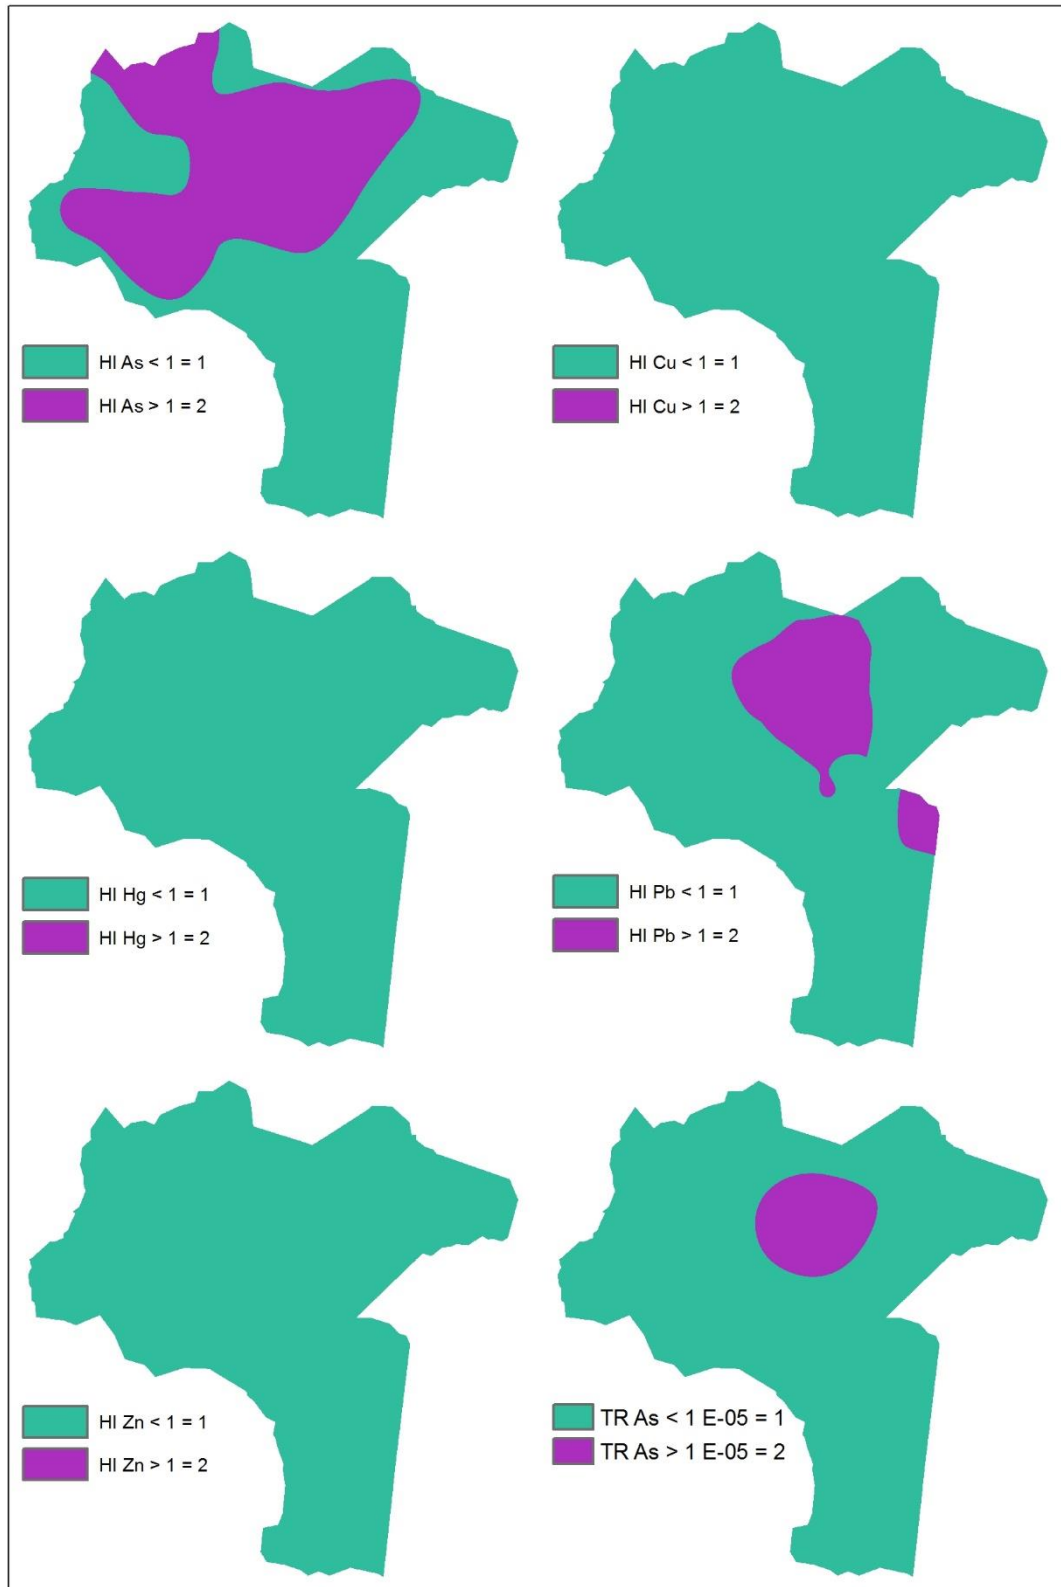 HI As < 1 = 1
HI As > 1 = 2
HI Cu < 1 = 1
HI Cu > 1 = 2
HI Hg < 1 = 1
HI Hg > 1 = 2
HI Pb < 1 = 1
HI Pb > 1 = 2
HI Zn < 1 = 1
HI Zn > 1 = 2
TR As < 1 E-05 = 1
TR As > 1 E-05 = 2